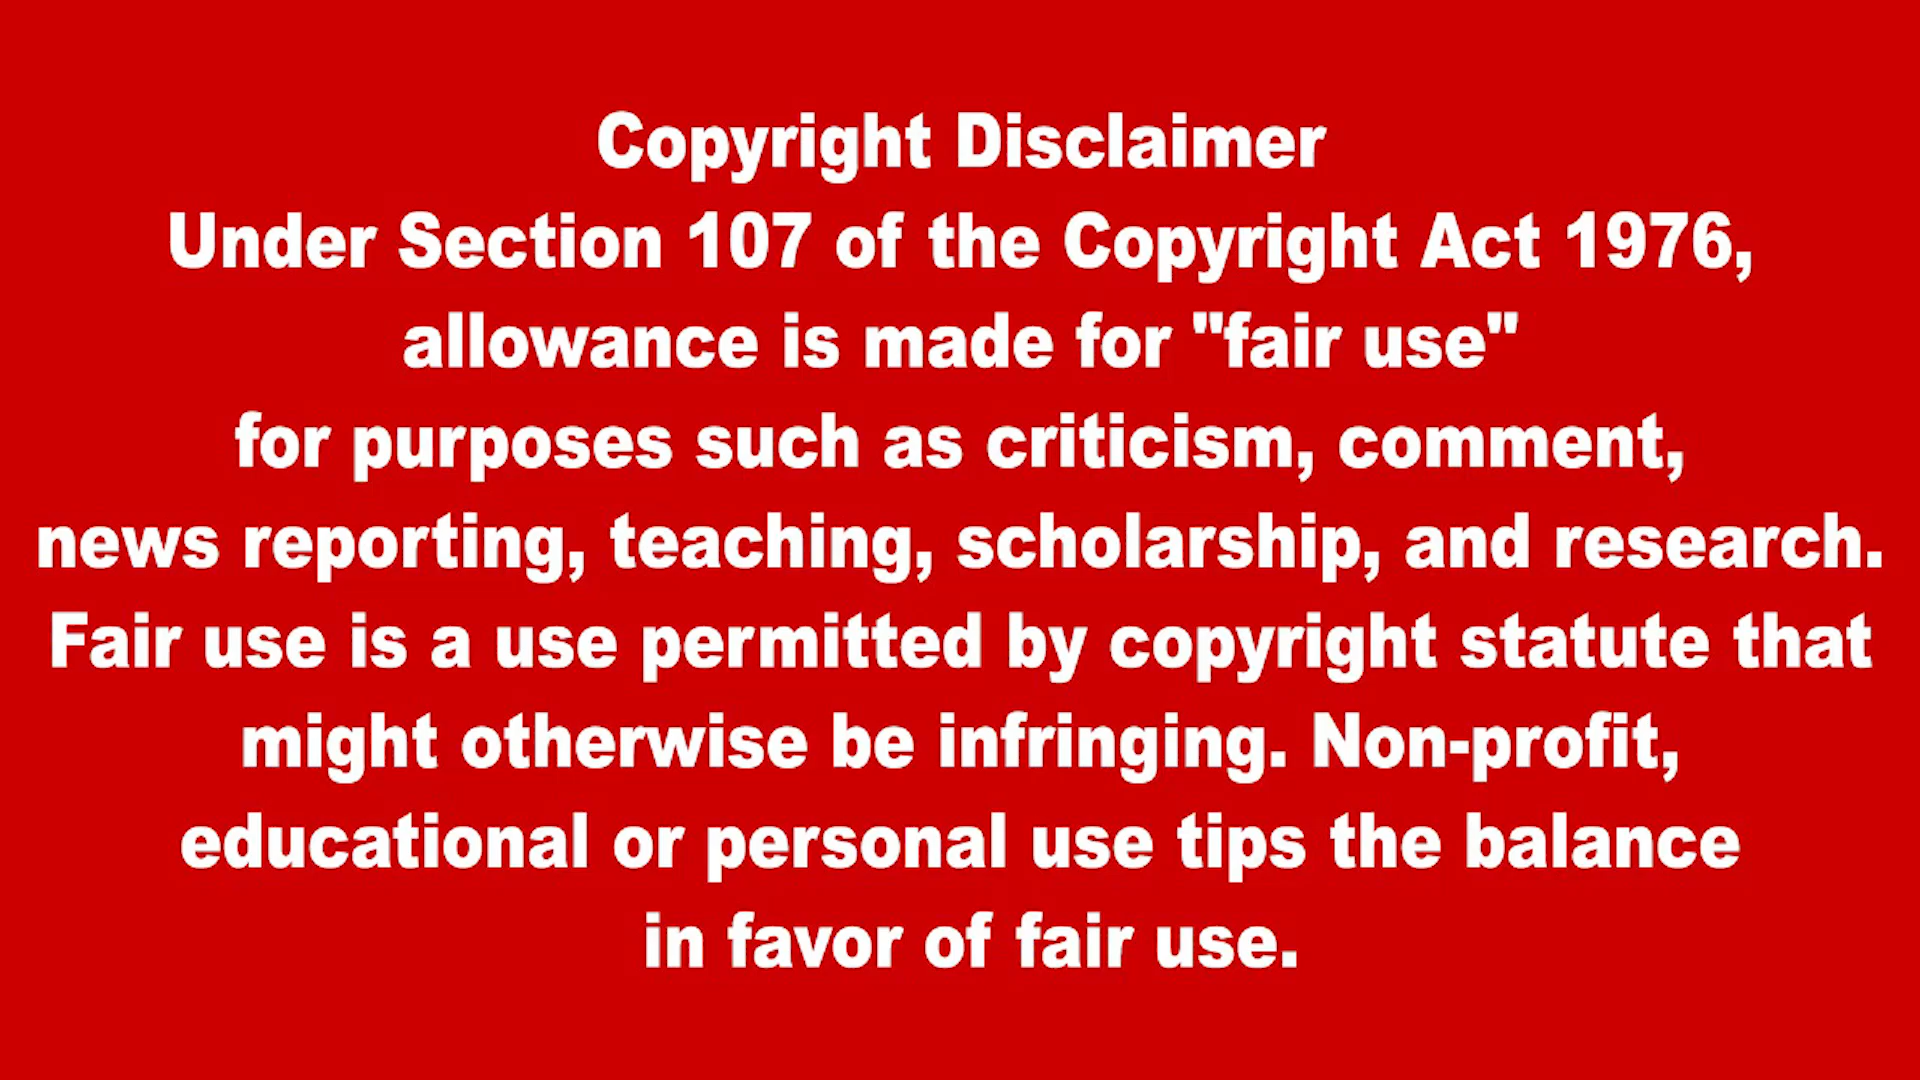 Copyright Disclaimer
Under Section 107 of the Copyright Act 1976,
allowance is made for "fair use"
for purposes such as criticism, comment,
news reporting, teaching, scholarship, and research.
Fair use is a use permitted by copyright statute that
might otherwise be infringing. Non-profit,
educational or personal use tips the balance
in favor of fair use.